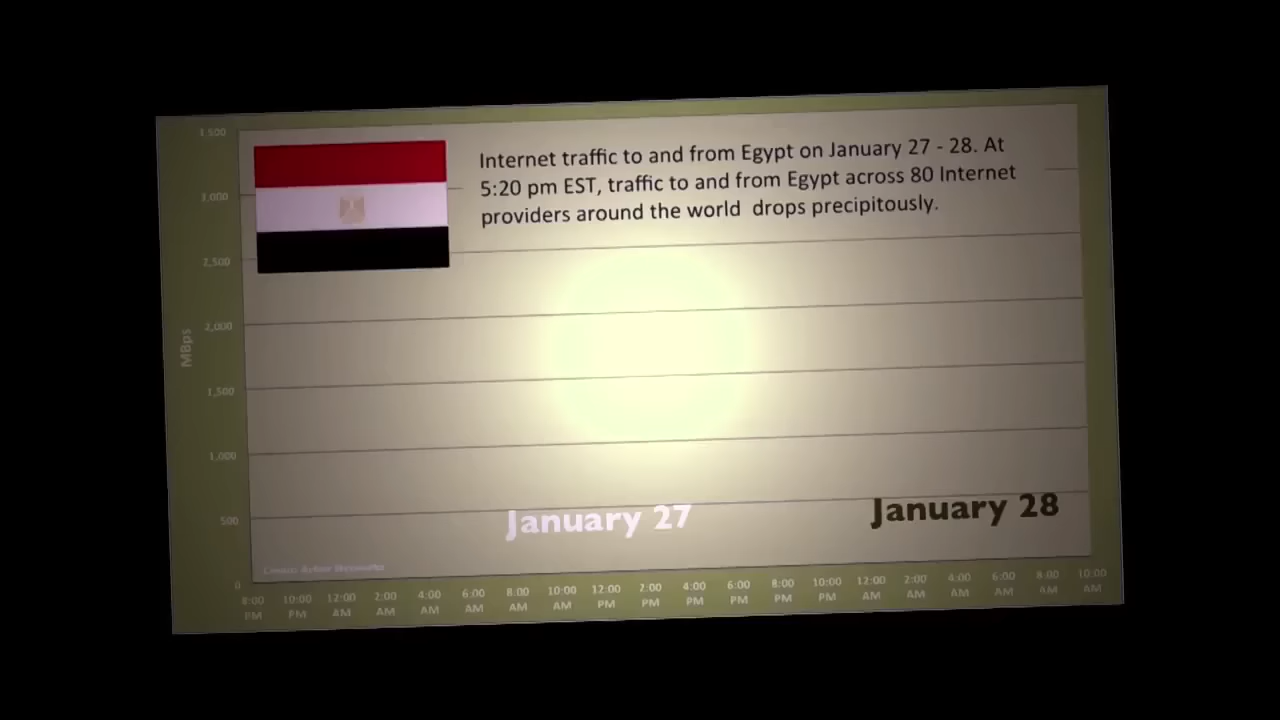 Internet traffic to and from Egypt on January 27 - 28. At
5:20 pm EST, traffic to and from Egypt across 80 Internet
providers around the world drops precipitously.
3,000
2,500
2,000
1,500
1,000
500
0
MBps
January 27
January 28
8:00 PM
10:00 PM
12:00 AM
2:00 AM
4:00 AM
6:00 AM
8:00 AM
10:00 AM
12:00 PM
2:00 PM
4:00 PM
6:00 PM
8:00 PM
10:00 PM
12:00 AM
2:00 AM
4:00 AM
6:00 AM
8:00 AM
10:00 AM